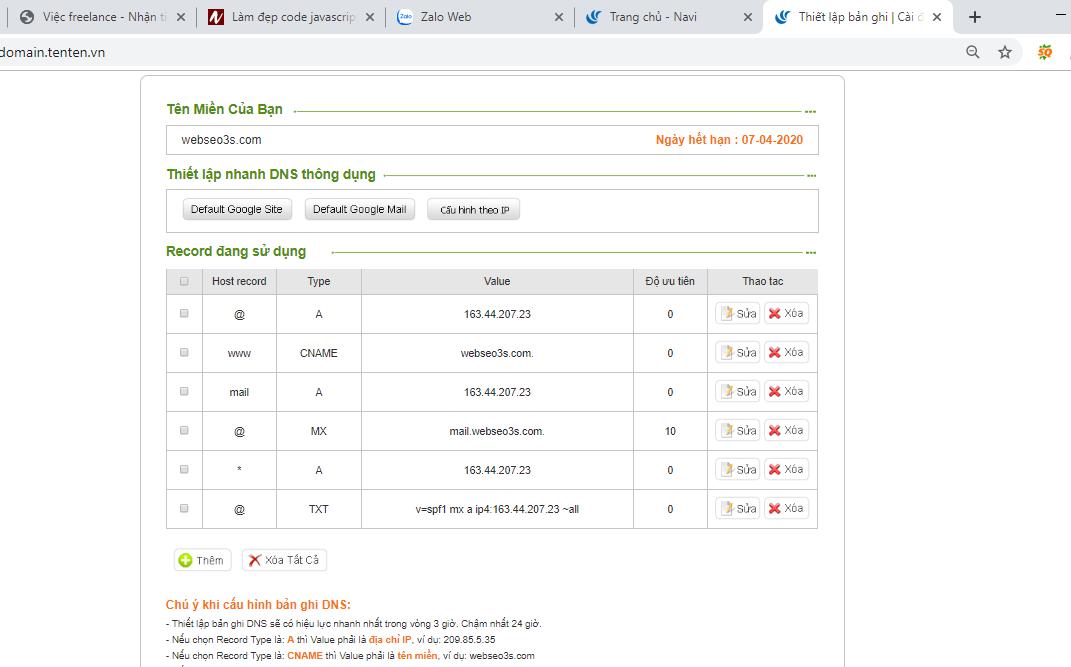 Việc freelance - Nhận ti
Làm đẹp code javascrip
Zalo Zalo Web
Trang chủ - Navi
Thiết lập bản ghi | Cài đ
domain.tenten.vn
SQ
Tên Miền Của Bạn
webseo3s.com Ngày hết hạn : 07-04-2020
Thiết lập nhanh DNS thông dụng
Default Google Site Default Google Mail Cấu hình theo IP
Record đang sử dụng
Host record Type Value Độ ưu tiên Thao tac
@ A 163.44.207.23 0 Sửa Xóa
www CNAME webseo3s.com. 0 Sửa Xóa
mail A 163.44.207.23 0 Sửa Xóa
@ MX mail.webseo3s.com. 10 Sửa Xóa
* A 163.44.207.23 0 Sửa Xóa
@ TXT v=spf1 mx a ip4:163.44.207.23 ~all 0 Sửa Xóa
Thêm Xóa Tất Cả
Chú ý khi cấu hình bản ghi DNS:
- Thiết lập bản ghi DNS sẽ có hiệu lực nhanh nhất trong vòng 3 giờ. Chậm nhất 24 giờ.
- Nếu chọn Record Type là: A thì Value phải là địa chỉ IP, ví dụ: 209.85.5.35
- Nếu chọn Record Type là: CNAME thì Value phải là tên miền, ví dụ: webseo3s.com